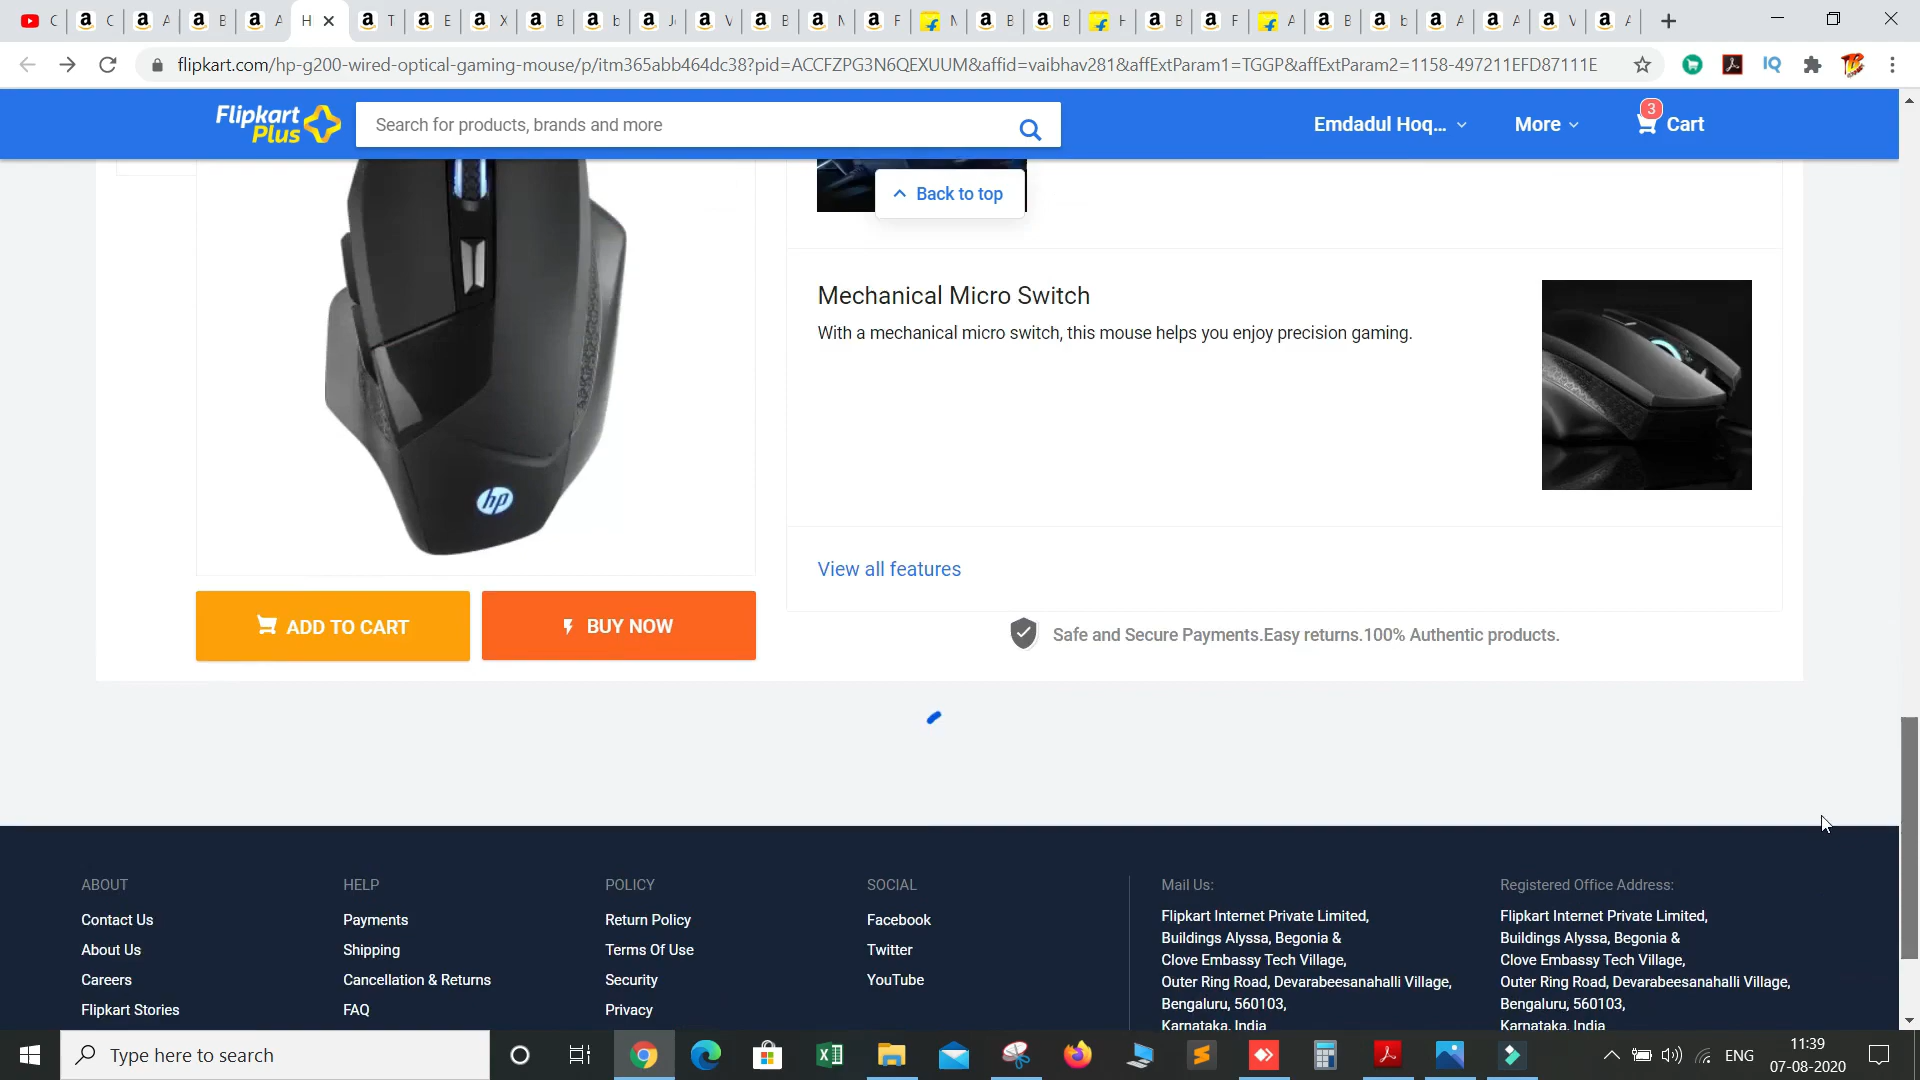 C
A
B
A
H
T
E
X
B
b
Jc
V
B
N
F
N
B
B
H
B
F
A
B
b
A
A
V
A
flipkart.com/hp-g200-wired-optical-gaming-mouse/p/itm365abb464dc38?pid=ACCFZPG3N6QEXUUM&affid=vaibhav281&affExtParam1=TGGP&affExtParam2=1158-497211EFD87111E
IQ
Flipkart
Plus
Search for products, brands and more
Emdadul Hoq...
More
3
Cart
Back to top
Mechanical Micro Switch
With a mechanical micro switch, this mouse helps you enjoy precision gaming.
hp
View all features
ADD TO CART
BUY NOW
Safe and Secure Payments.Easy returns.100% Authentic products.
ABOUT
Contact Us
About Us
Careers
Flipkart Stories
HELP
Payments
Shipping
Cancellation & Returns
FAQ
POLICY
Return Policy
Terms Of Use
Security
Privacy
SOCIAL
Facebook
Twitter
YouTube
Mail Us:
Flipkart Internet Private Limited,
Buildings Alyssa, Begonia &
Clove Embassy Tech Village,
Outer Ring Road, Devarabeesanahalli Village,
Bengaluru, 560103,
Karnataka, India
Registered Office Address:
Flipkart Internet Private Limited,
Buildings Alyssa, Begonia &
Clove Embassy Tech Village,
Outer Ring Road, Devarabeesanahalli Village,
Bengaluru, 560103,
Karnataka, India
Type here to search
ENG
11:39
07-08-2020